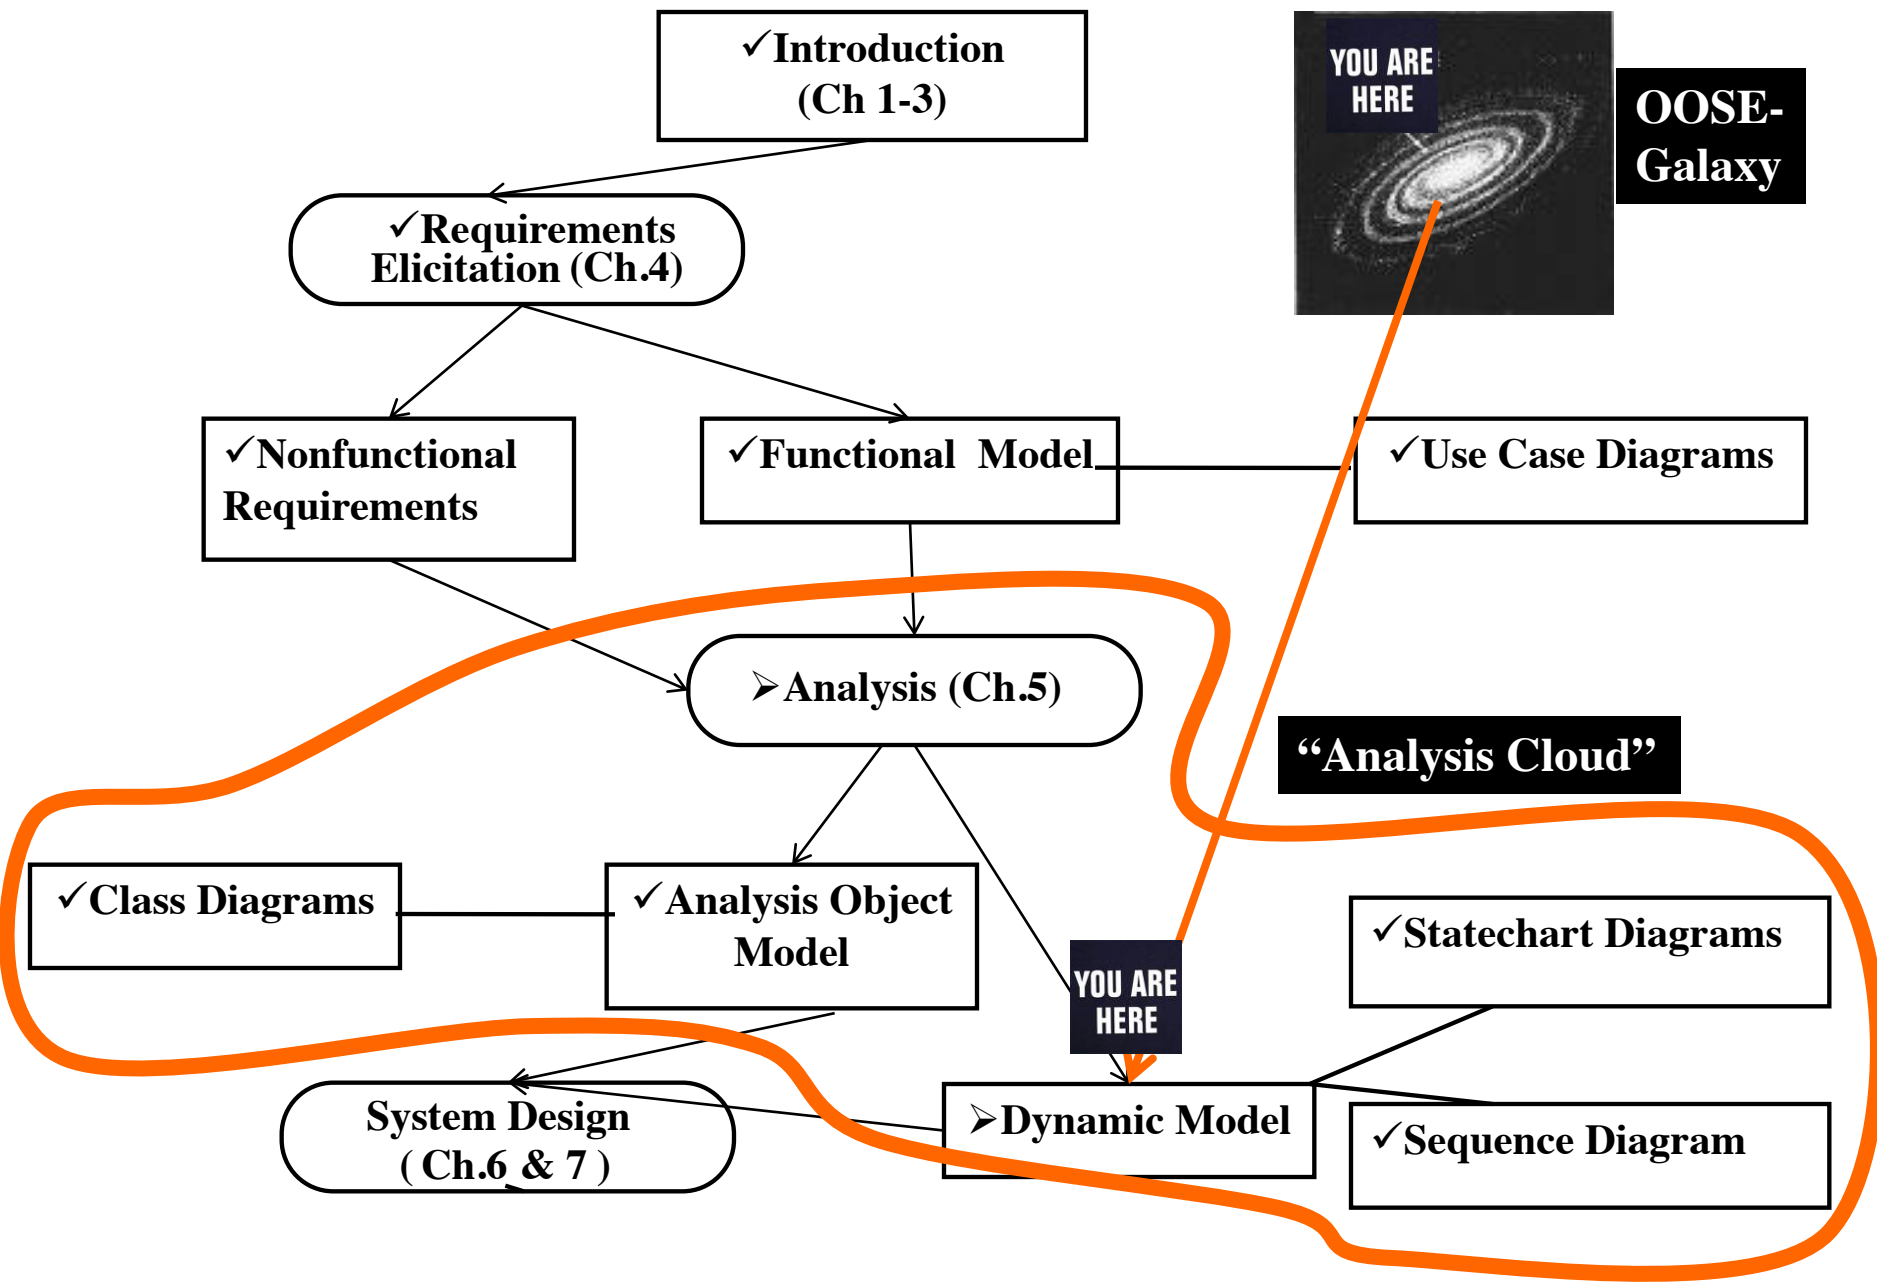 ✓Introduction
(Ch 1-3)
YOU ARE
HERE
OOSE-
Galaxy
✓Requirements
Elicitation (Ch.4)
✓Nonfunctional
Requirements
✓Functional Model
✓Use Case Diagrams
➢Analysis (Ch.5)
“Analysis Cloud”
✓Class Diagrams
✓Analysis Object
Model
✓Statechart Diagrams
YOU ARE
HERE
System Design
( Ch.6 & 7 )
➢Dynamic Model
✓Sequence Diagram